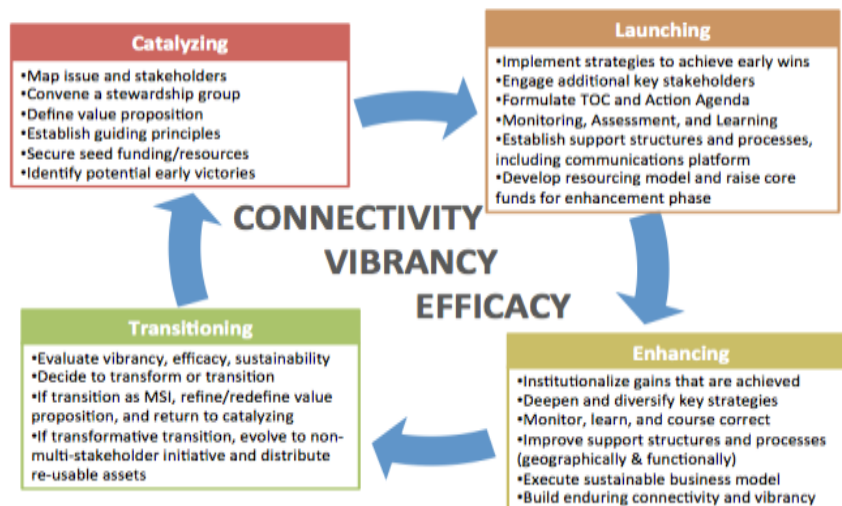 Catalyzing
•Map issue and stakeholders
•Convene a stewardship group
•Define value proposition
•Establish guiding principles
•Secure seed funding/resources
•Identify potential early victories
Launching
•Implement strategies to achieve early wins
•Engage additional key stakeholders
•Formulate TOC and Action Agenda
•Monitoring, Assessment, and Learning
•Establish support structures and processes,
including communications platform
•Develop resourcing model and raise core
funds for enhancement phase
CONNECTIVITY
VIBRANCY
EFFICACY
Transitioning
•Evaluate vibrancy, efficacy, sustainability
•Decide to transform or transition
•If transition as MSI, refine/redefine value
proposition, and return to catalyzing
•If transformative transition, evolve to non-
multi-stakeholder initiative and distribute
re-usable assets
Enhancing
•Institutionalize gains that are achieved
•Deepen and diversify key strategies
•Monitor, learn, and course correct
•Improve support structures and processes
(geographically & functionally)
•Execute sustainable business model
•Build enduring connectivity and vibrancy